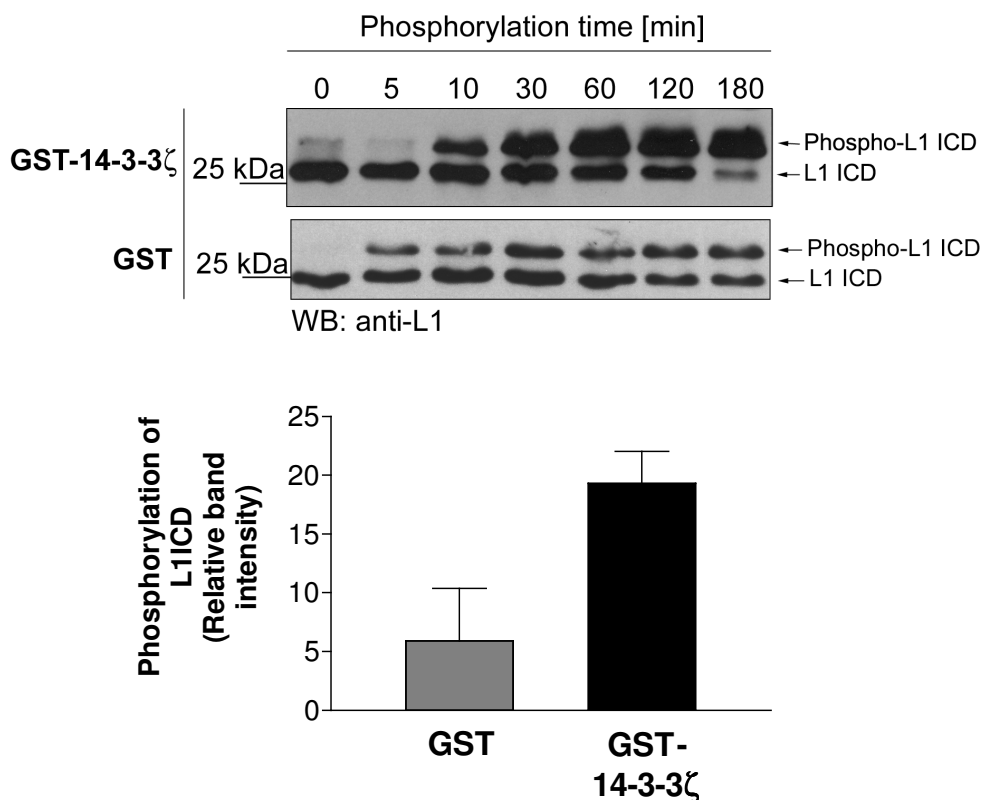 Phosphorylation time [min]
0 5 10 30 60 120 180
GST-14-3-3ζ
25 kDa
Phospho-L1 ICD
L1 ICD
GST
25 kDa
Phospho-L1 ICD
L1 ICD
WB: anti-L1
Phosphorylation of
L1ICD
(Relative band
intensity)
25
20
15
10
5
0
GST
GST-
14-3-3ζ